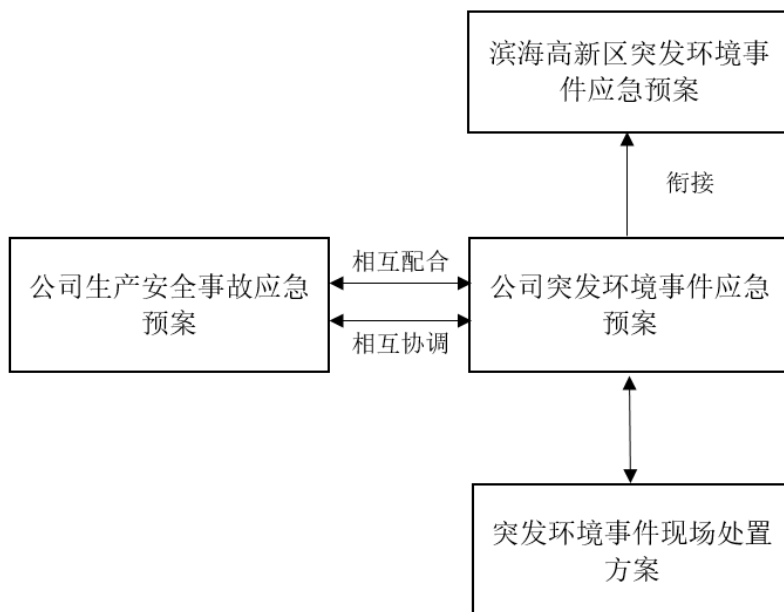 滨海高新区突发环境事
件应急预案
衔接
公司生产安全事故应急
预案
相互配合
相互协调
公司突发环境事件应急
预案
突发环境事件现场处置
方案